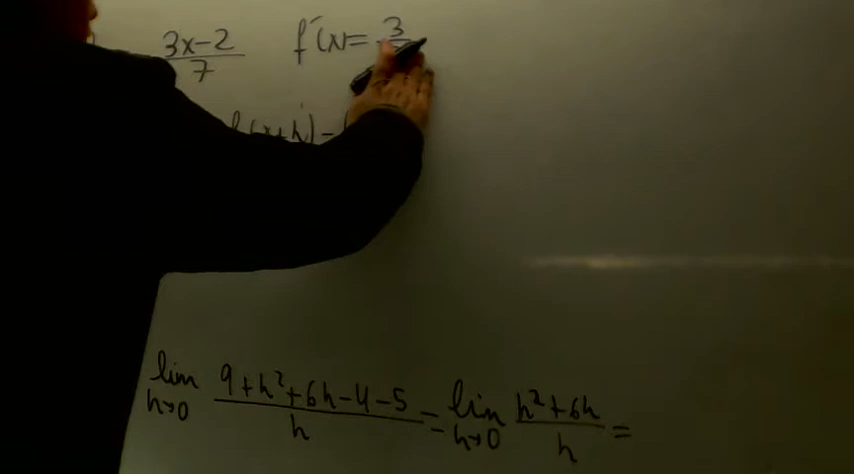 3x-2/7 f'(x)= 3
(x+h) -
lim h→0 9+h²+6h-4-5/h = lim h→0 h²+6h/h =